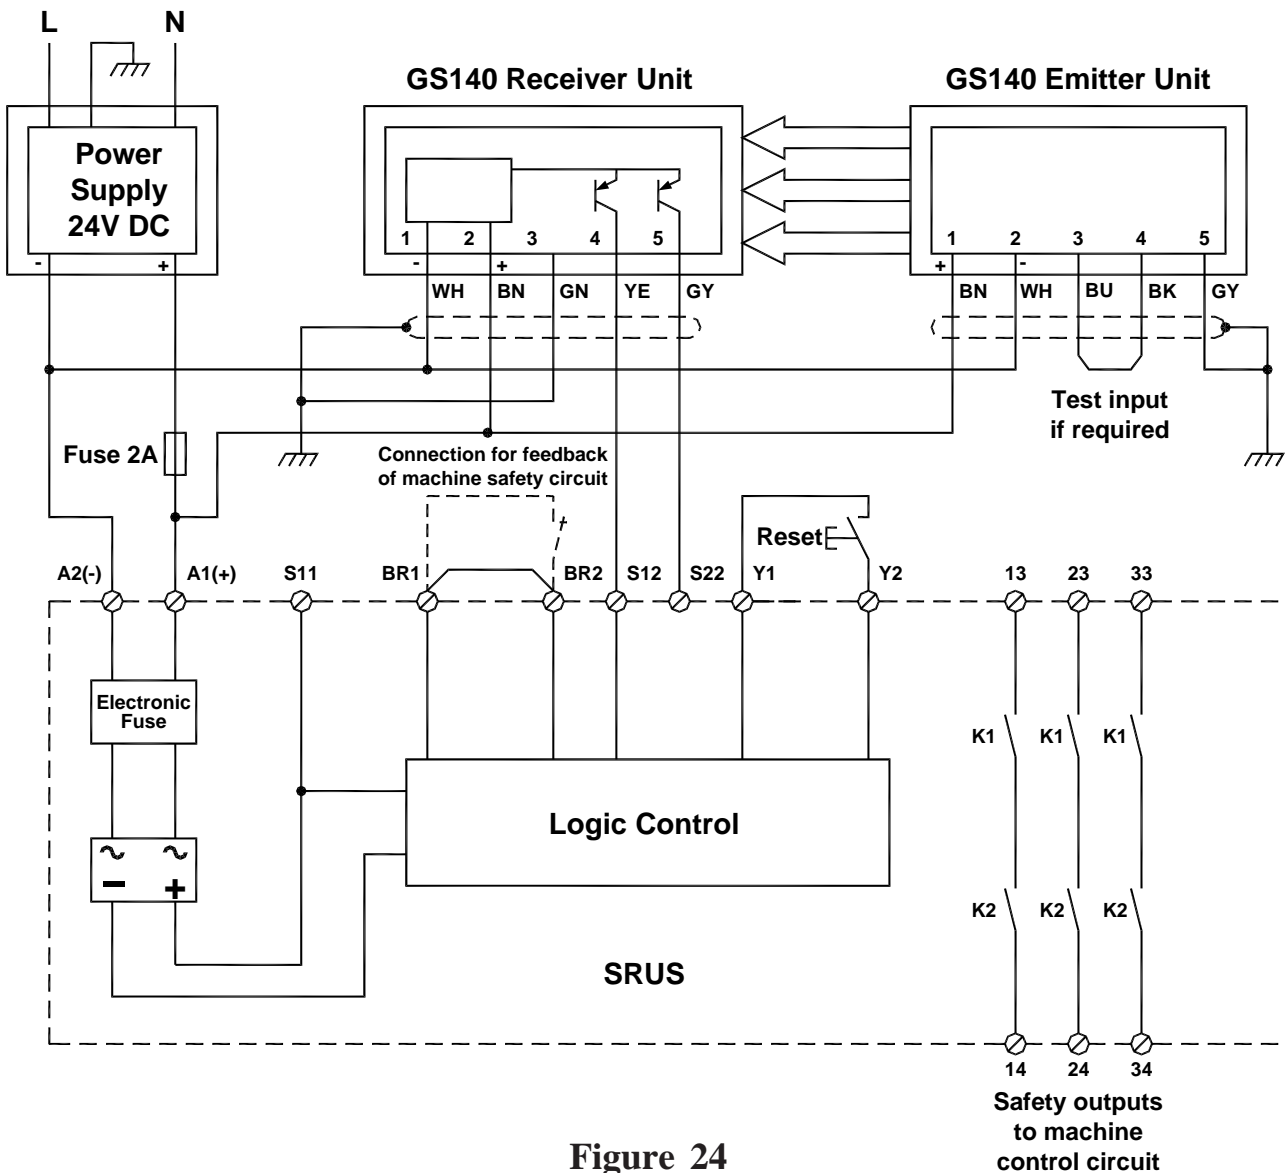 L N
GS140 Receiver Unit GS140 Emitter Unit
Power
Supply
24V DC
- +
1 2 3 4 5
- +
WH BN GN YE GY
1 2 3 4 5
+ -
BN WH BU BK GY
Test input
if required
Fuse 2A
Connection for feedback
of machine safety circuit
Reset
A2(-) A1(+) S11 BR1 BR2 S12 S22 Y1 Y2 13 23 33
Electronic
Fuse
K1 K1 K1
Logic Control
~ ~
- +
K2 K2 K2
SRUS
14 24 34
Safety outputs
to machine
control circuit
Figure 24